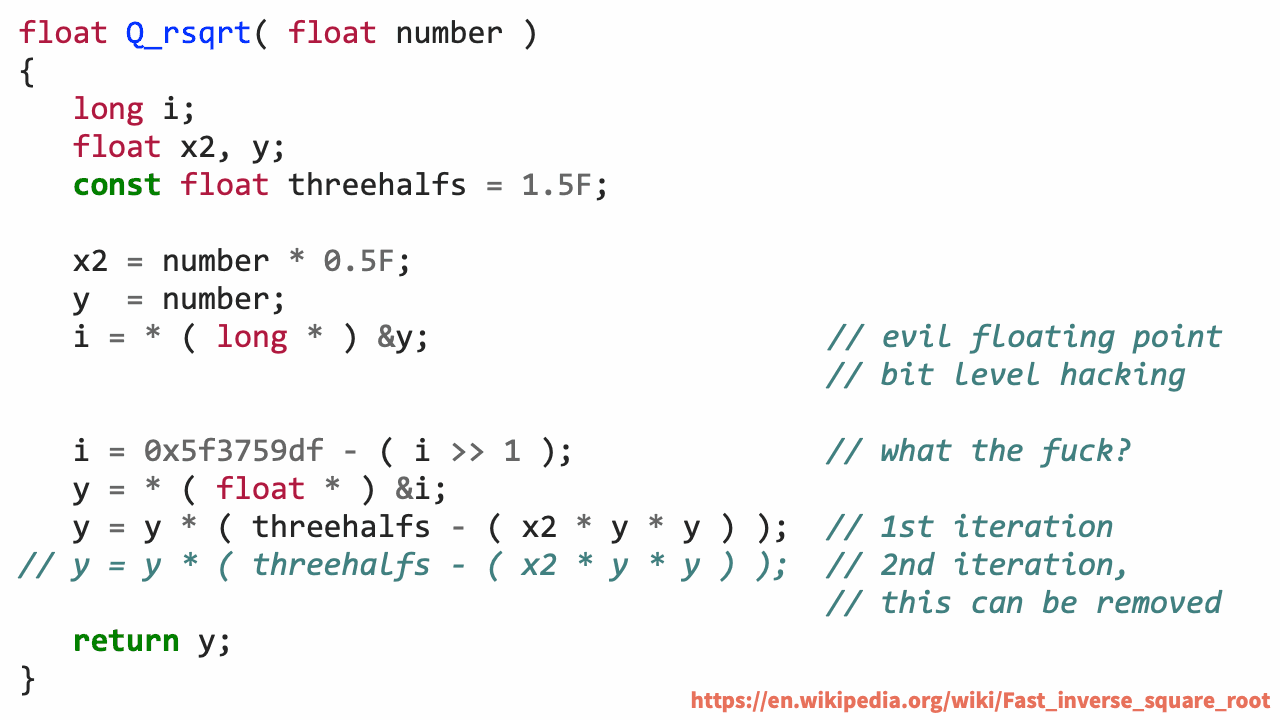 float Q_rsqrt( float number )
{
long i;
float x2, y;
const float threehalfs = 1.5F;
x2 = number * 0.5F;
y  = number;
i = * ( long * ) &y; // evil floating point
// bit level hacking
i = 0x5f3759df - ( i >> 1 ); // what the fuck?
y = * ( float * ) &i;
y = y * ( threehalfs - ( x2 * y * y ) ); // 1st iteration
// y = y * ( threehalfs - ( x2 * y * y ) ); // 2nd iteration,
// this can be removed
return y;
}
https://en.wikipedia.org/wiki/Fast_inverse_square_root